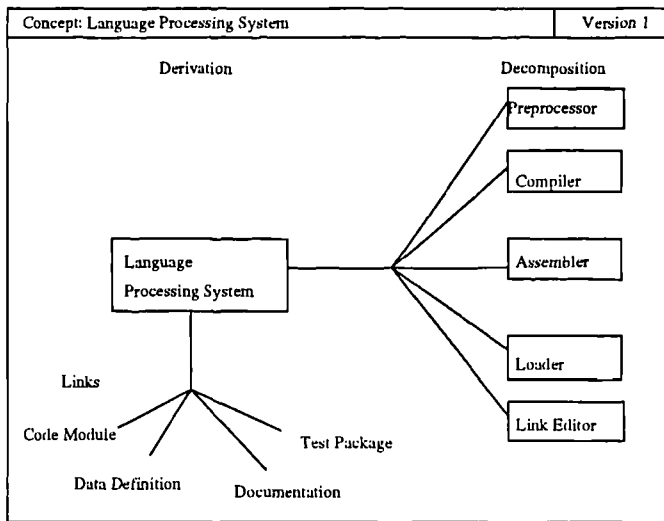 Concept: Language Processing System
Version 1
Derivation
Decomposition
Preprocessor
Compiler
Language
Processing System
Assembler
Loader
Links
Link Editor
Code Module
Test Package
Data Definition
Documentation